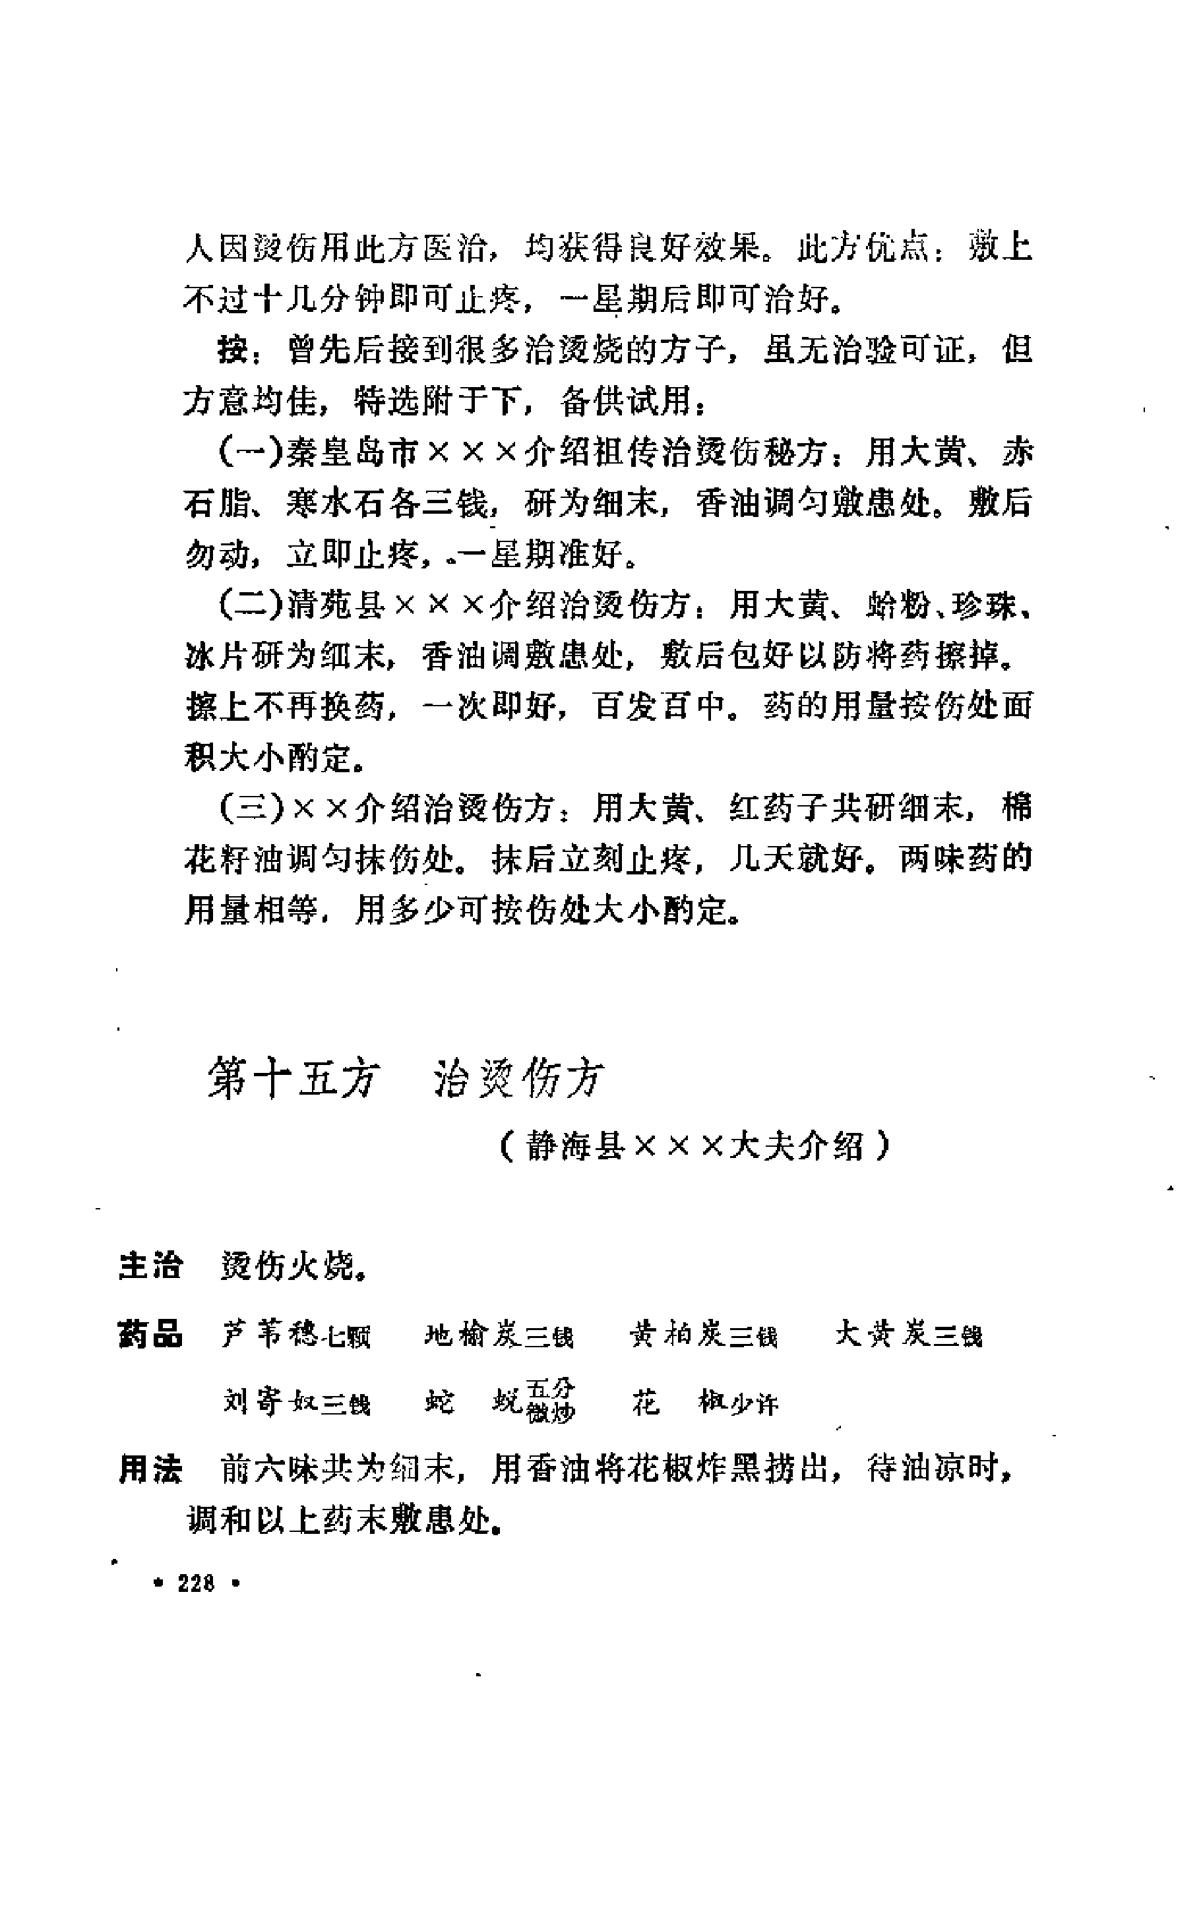 人因烫伤用此方医治，均获得良好效果。此方优点：敷上
不过十几分钟即可止疼，一星期后即可治好。
按：曾先后接到很多治烫烧的方子，虽无治验可证，但
方意均佳，特选附于下，备供试用：
(一)秦皇岛市×××介绍祖传治烫伤秘方：用大黄、赤
石脂、寒水石各三钱，研为细末，香油调匀敷患处。敷后
勿动，立即止疼，一星期准好。
(二)清苑县×××介绍治烫伤方：用大黄、蛤粉、珍珠、
冰片研为细末，香油调敷患处，敷后包好以防将药擦掉。
擦上不再换药，一次即好，百发百中。药的用量按伤处面
积大小酌定。
(三)××介绍治烫伤方：用大黄、红药子共研细末，棉
花籽油调匀抹伤处。抹后立刻止疼，几天就好。两味药的
用量相等，用多少可按伤处大小酌定。
第十五方　治烫伤方
（静海县×××大夫介绍）
主治　烫伤火烧。
药品　芦苇穗七颗　地榆炭三钱　黄柏炭三钱　大黄炭三钱
刘寄奴三钱　蛇　蜕五分微炒　花　椒少许
用法　前六味共为细末，用香油将花椒炸黑捞出，待油凉时，
调和以上药末敷患处。
• 228 •